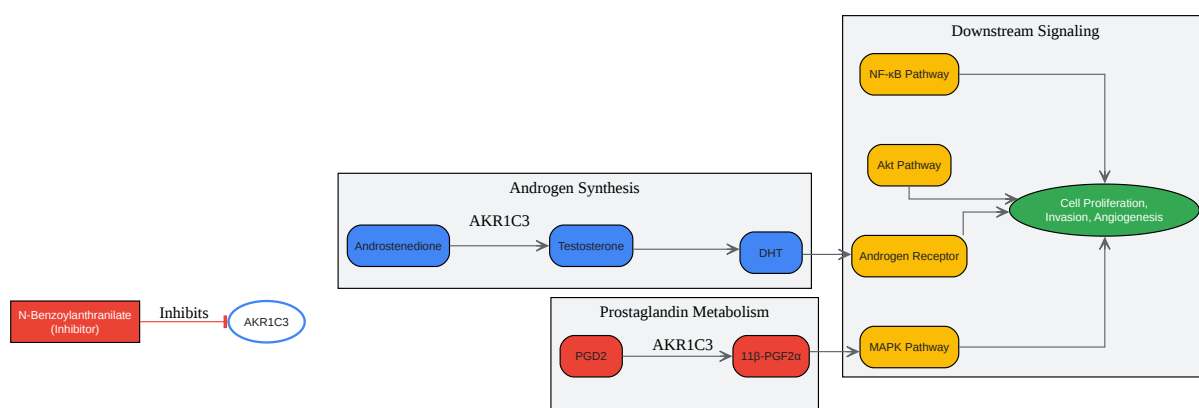 Downstream Signaling
NF-κB Pathway
Akt Pathway
Androgen Synthesis
AKR1C3
Androstenedione
Testosterone
DHT
Androgen Receptor
Cell Proliferation,
Invasion, Angiogenesis
N-Benzoylanthranilate
(Inhibitor)
Inhibits
AKR1C3
Prostaglandin Metabolism
AKR1C3
PGD2
11β-PGF2α
MAPK Pathway